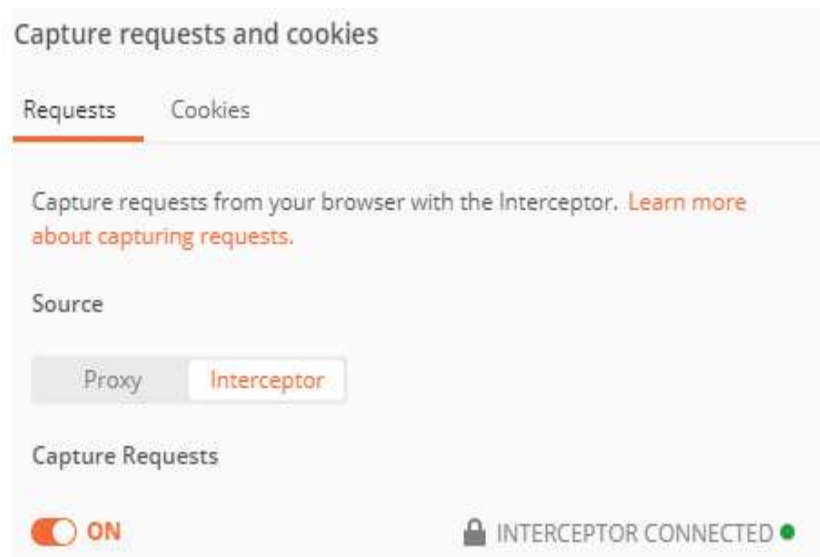 Capture requests and cookies
Requests Cookies
Capture requests from your browser with the Interceptor. Learn more
about capturing requests.
Source
Proxy Interceptor
Capture Requests
ON INTERCEPTOR CONNECTED